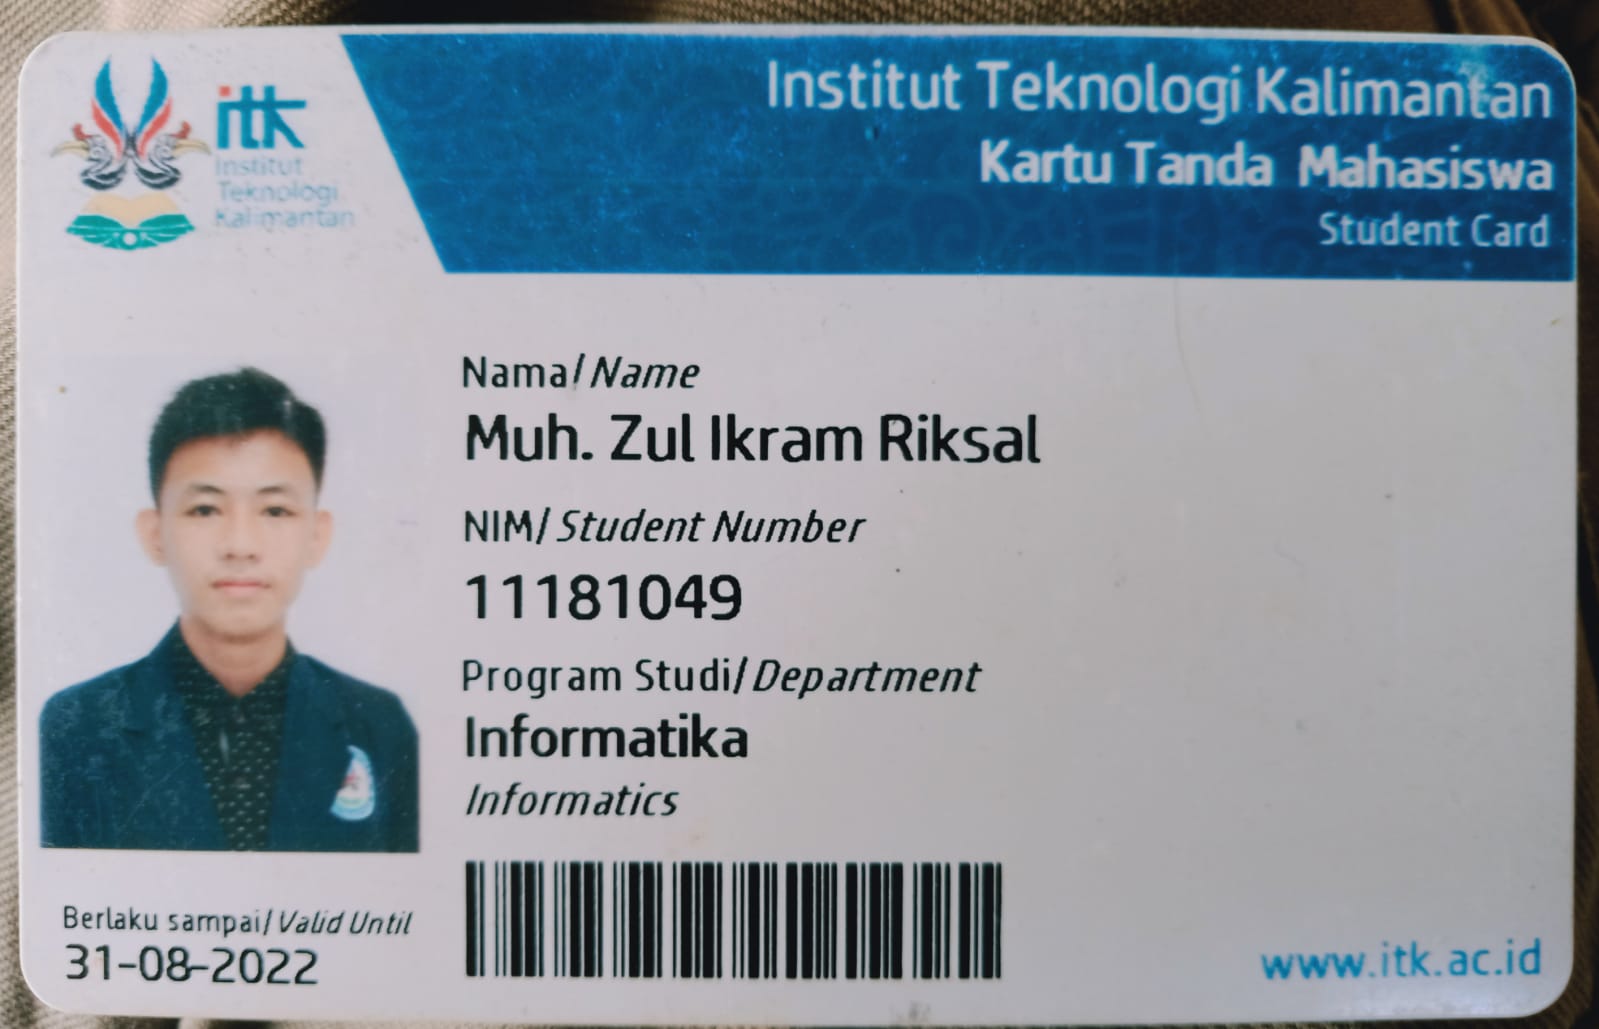 itk
Institut
Teknologi
Kalimantan
Institut Teknologi Kalimantan
Kartu Tanda Mahasiswa
Student Card
Nama/Name
Muh. Zul Ikram Riksal
NIM/Student Number
11181049
Program Studi/Department
Informatika
Informatics
Berlaku sampai/Valid Until
31-08-2022
www.itk.ac.id